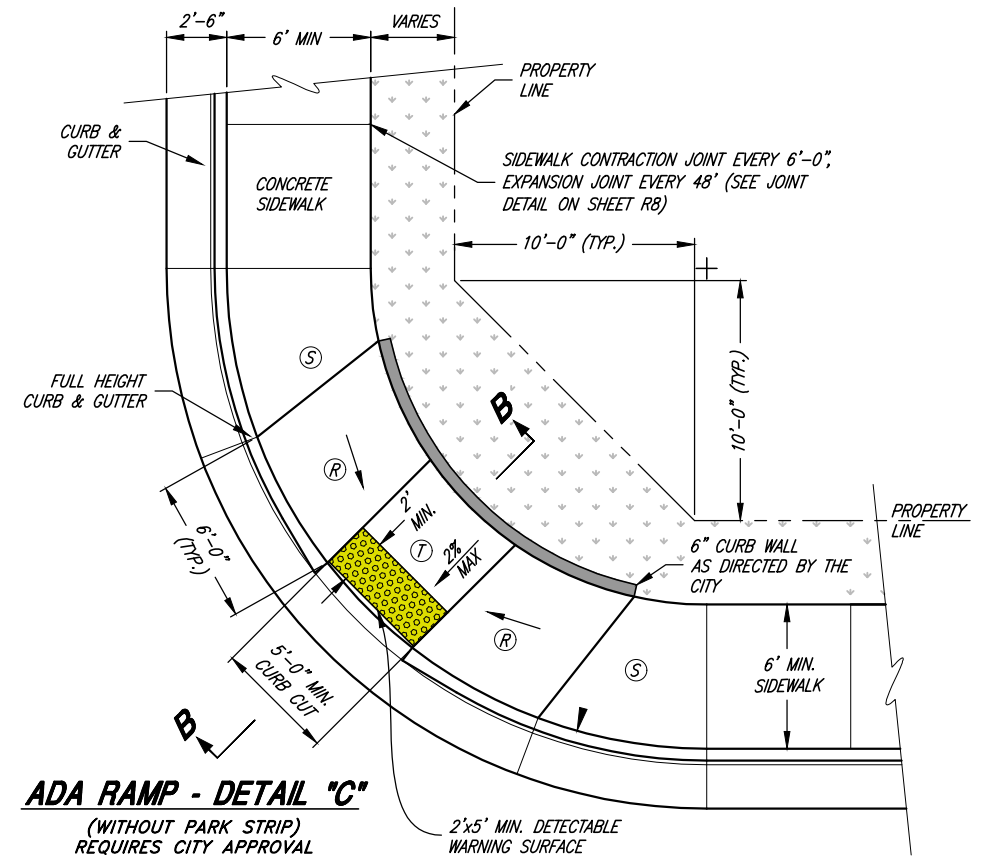 2'-6"
6' MIN
VARIES
PROPERTY
LINE
CURB &
GUTTER
CONCRETE
SIDEWALK
SIDEWALK CONTRACTION JOINT EVERY 6'-0",
EXPANSION JOINT EVERY 48' (SEE JOINT
DETAIL ON SHEET R8)
10'-0" (TYP.)
10'-0" (TYP.)
S
FULL HEIGHT
CURB & GUTTER
B
R
2'
MIN.
T
2%
MAX
6'-0"
(TYP.)
PROPERTY
LINE
6" CURB WALL
AS DIRECTED BY THE
CITY
R
S
6' MIN.
SIDEWALK
5'-0" MIN.
CURB CUT
B
ADA RAMP - DETAIL "C"
(WITHOUT PARK STRIP)
REQUIRES CITY APPROVAL
2'x5' MIN. DETECTABLE
WARNING SURFACE